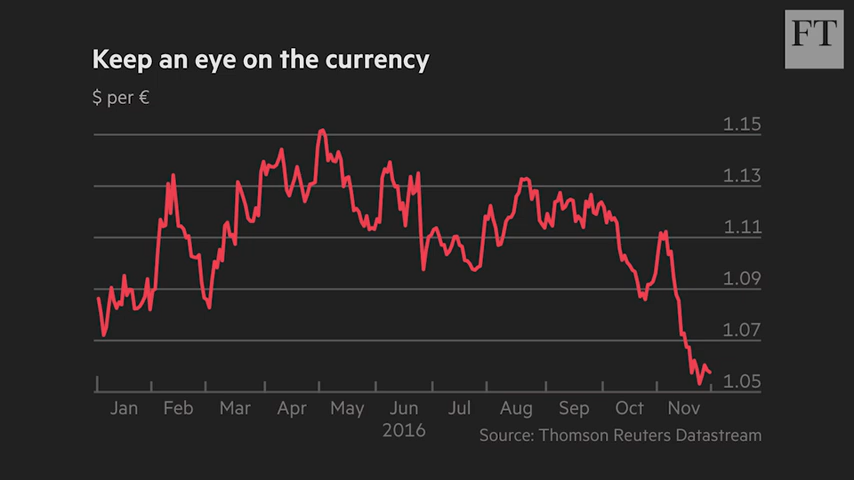 FT
Keep an eye on the currency
$ per €
1.15
1.13
1.11
1.09
1.07
1.05
Jan Feb Mar Apr May Jun Jul Aug Sep Oct Nov
2016
Source: Thomson Reuters Datastream